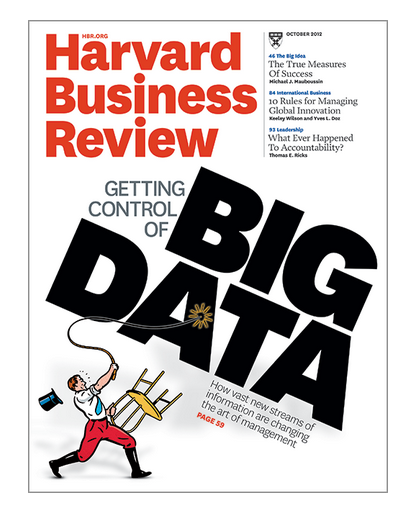 HBR.ORG
Harvard
Business
Review
OCTOBER 2012
46 The Big Idea
The True Measures
Of Success
Michael J. Mauboussin
84 International Business
10 Rules for Managing
Global Innovation
Keeley Wilson and Yves L. Doz
93 Leadership
What Ever Happened
To Accountability?
Thomas E. Ricks
GETTING
CONTROL
OF
BIG
DATA
How vast new streams of
information are changing
the art of management
PAGE 59